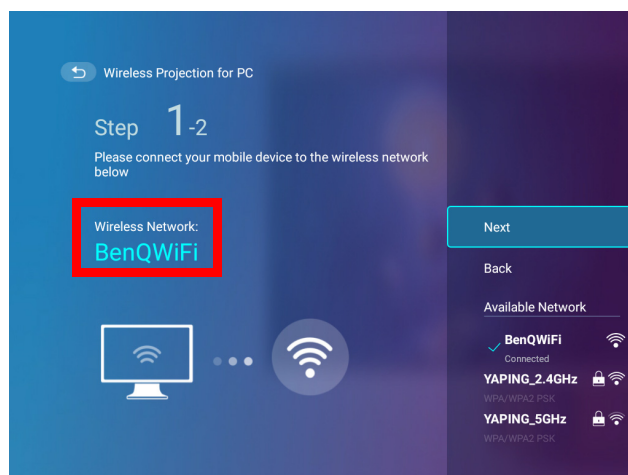 Wireless Projection for PC
Step 1-2
Please connect your mobile device to the wireless network
below
Wireless Network:
BenQWiFi
Next
Back
Available Network
BenQWiFi
Connected
YAPING_2.4GHz
WPA/WPA2 PSK
YAPING_5GHz
WPA/WPA2 PSK